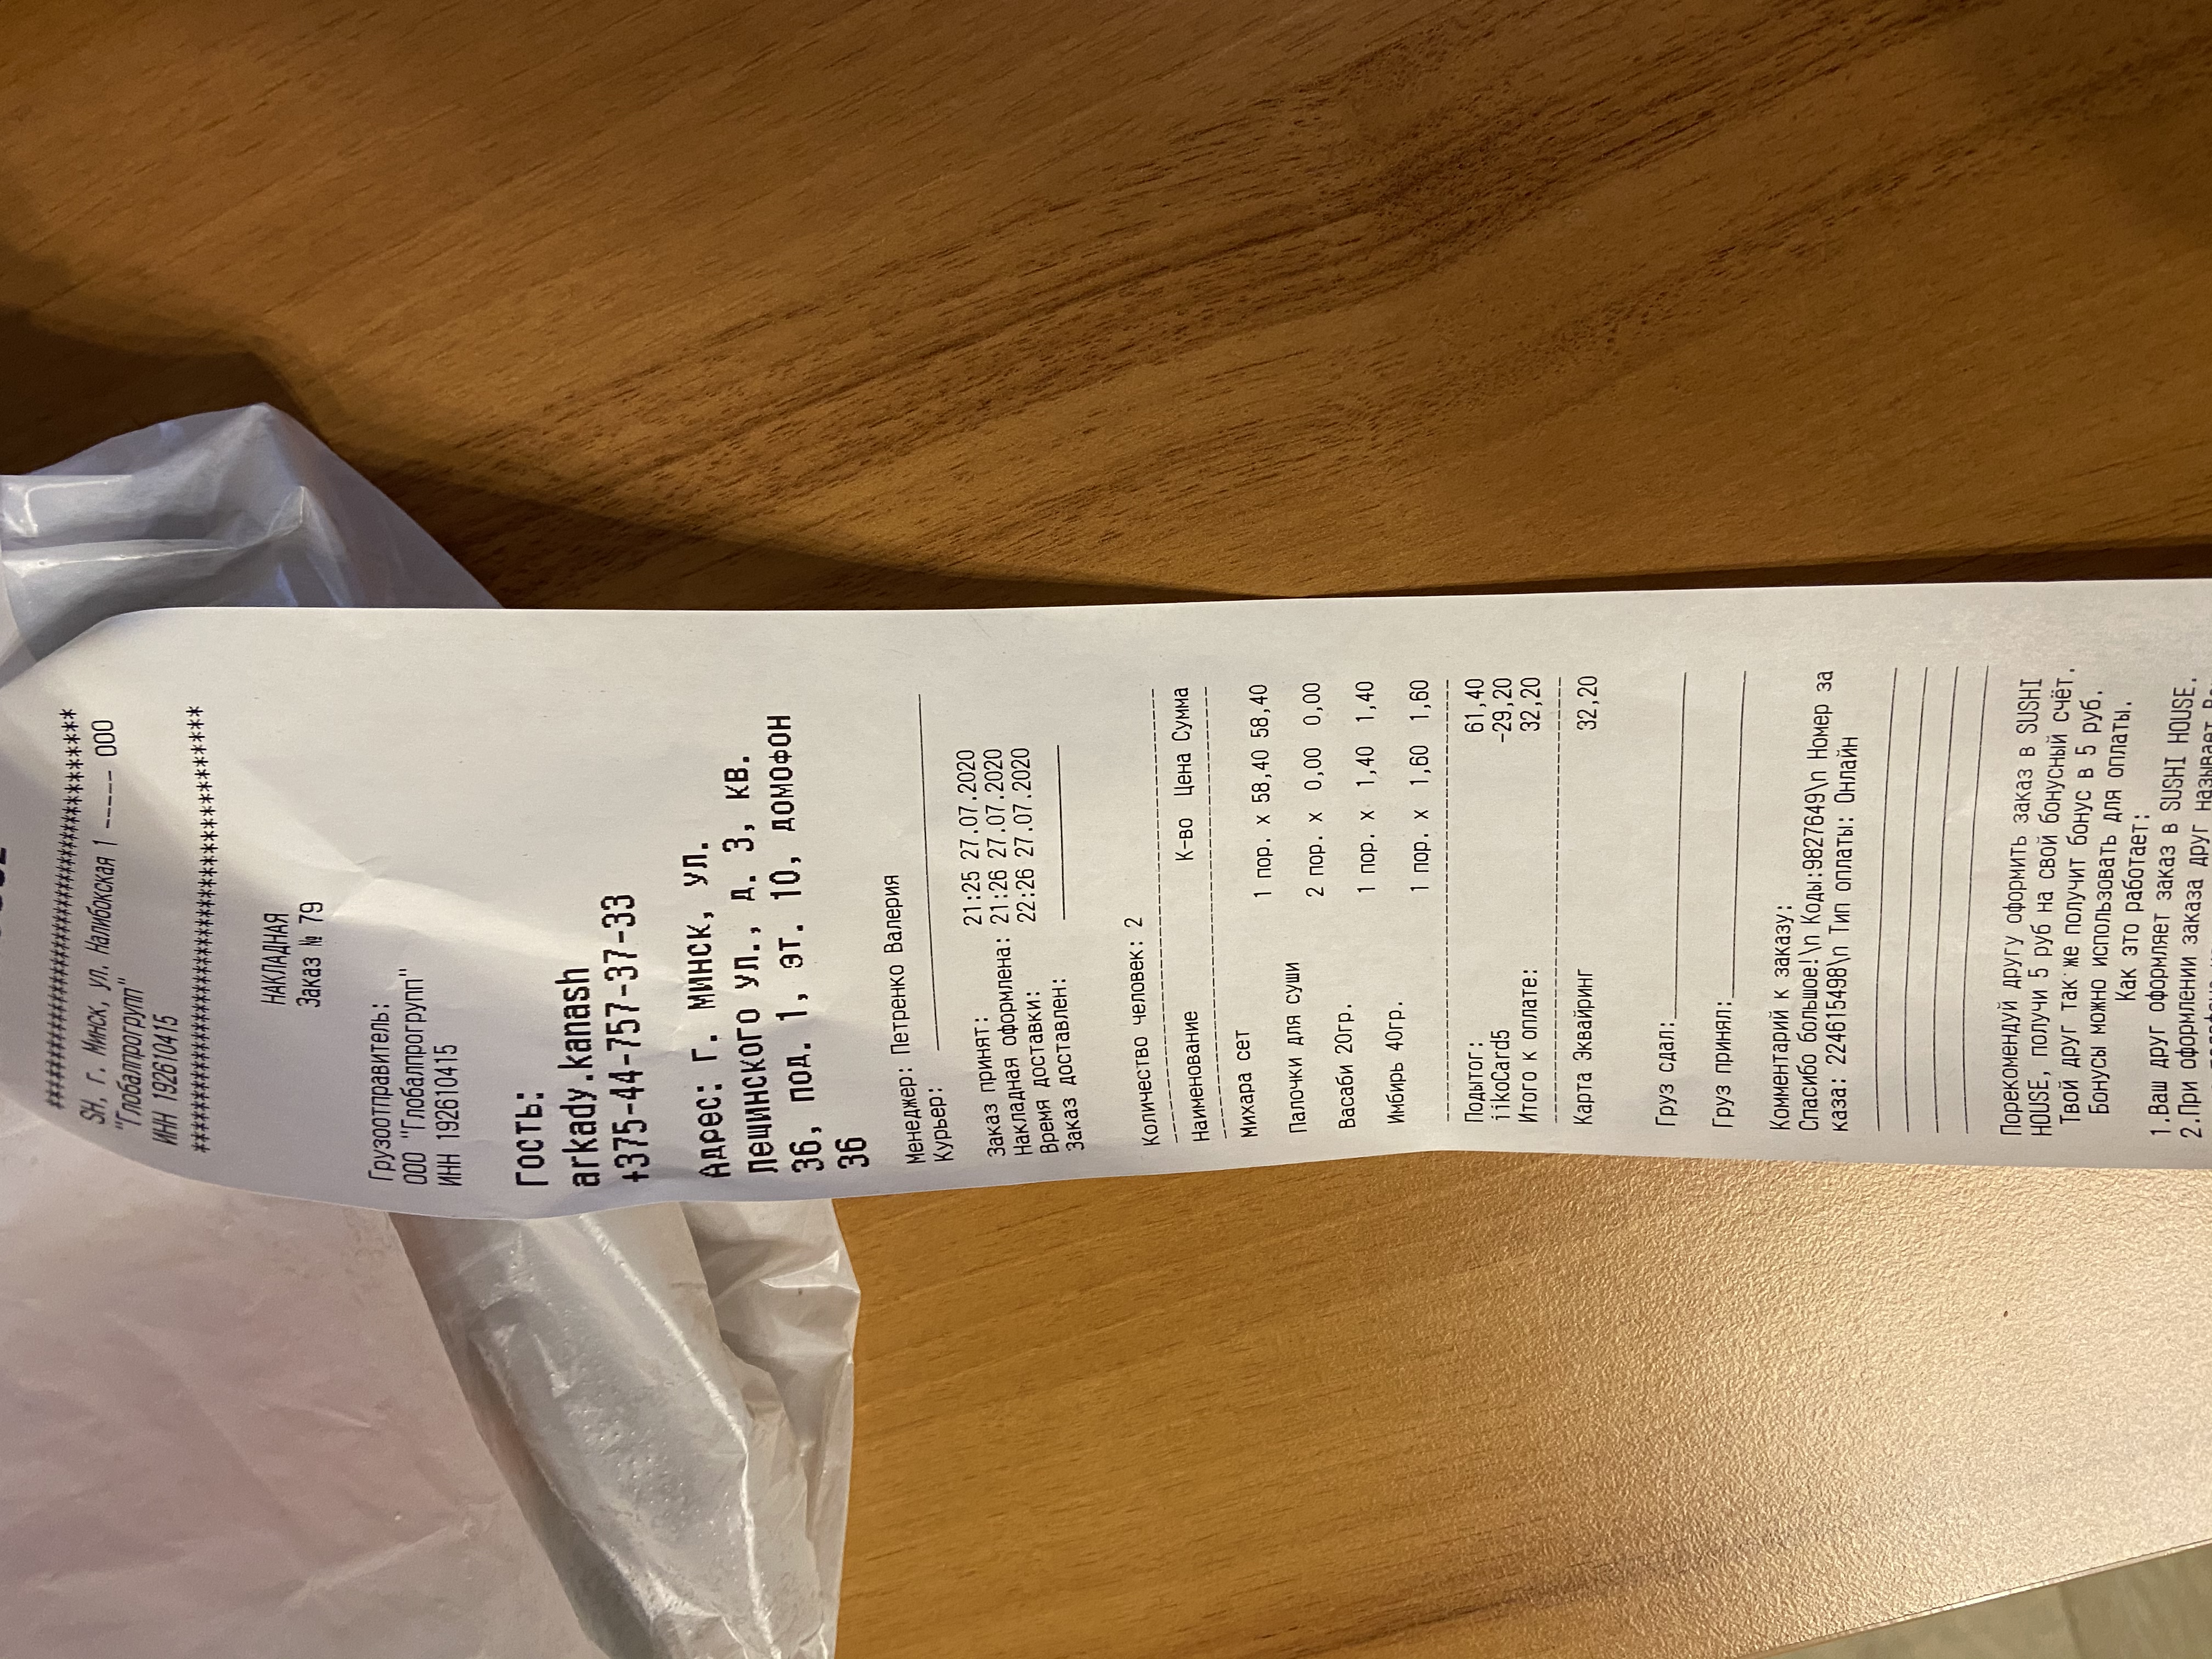 **********************************
SH, г. Минск, ул. Налибокская 1 ---- ООО
"Глобалпрогрупп"
ИНН 192610415
**********************************
НАКЛАДНАЯ
Заказ № 79
Грузоотправитель:
ООО "Глобалпрогрупп"
ИНН 192610415
Гость:
arkady.kanash
+375-44-757-37-33
Адрес: г. Минск, ул.
Лещинского ул., д. 3, кв.
36, под. 1, эт. 10, домофон
36
Менеджер: Петренко Валерия
Курьер:
Заказ принят: 21:25 27.07.2020
Накладная оформлена: 21:26 27.07.2020
Время доставки: 22:26 27.07.2020
Заказ доставлен:
Количество человек: 2
Наименование К-во Цена Сумма
Михара сет 1 пор. x 58,40 58,40
Палочки для суши 2 пор. x 0,00 0,00
Васаби 20гр. 1 пор. x 1,40 1,40
Имбирь 40гр. 1 пор. x 1,60 1,60
Подытог: 61,40
iikoCard5 -29,20
Итого к оплате: 32,20
Карта Эквайринг 32,20
Груз сдал:
Груз принял:
Комментарий к заказу:
Спасибо большое!\n Коды:9827649\n Номер за
каза: 224615498\n Тип оплаты: Онлайн
Порекомендуй другу оформить заказ в SUSHI
HOUSE, получи 5 руб на свой бонусный счёт.
Твой друг так же получит бонус в 5 руб.
Бонусы можно использовать для оплаты.
Как это работает:
1.Ваш друг оформляет заказ в SUSHI HOUSE.
2.При оформлении заказа друг называет